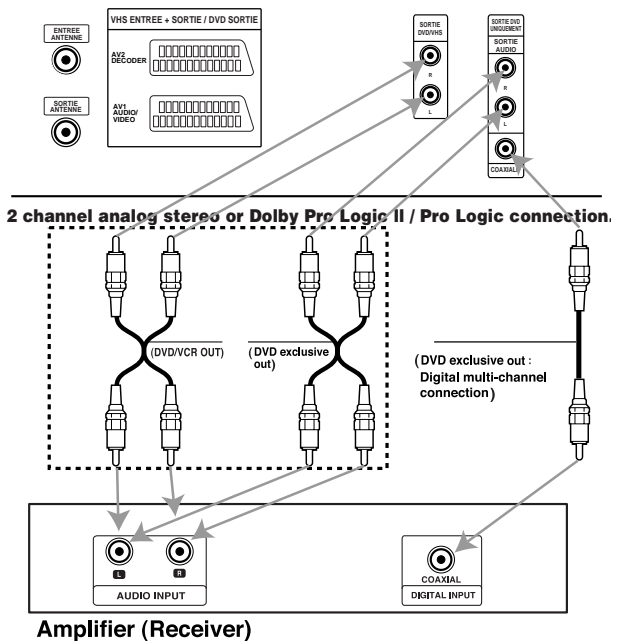 VHS ENTREE + SORTIE / DVD SORTIE
ENTREE
ANTENNE
AV2
DECODER
SORTIE
ANTENNE
AV1
AUDIO/
VIDEO
SORTIE
DVD/VHS
R
L
SORTIE DVD
UNIQUEMENT
SORTIE
AUDIO
R
L
COAXIAL
2 channel analog stereo or Dolby Pro Logic II / Pro Logic connection.
(DVD/VCR OUT)
(DVD exclusive
out)
(DVD exclusive out :
Digital multi-channel
connection)
L
R
AUDIO INPUT
COAXIAL
DIGITAL INPUT
Amplifier (Receiver)